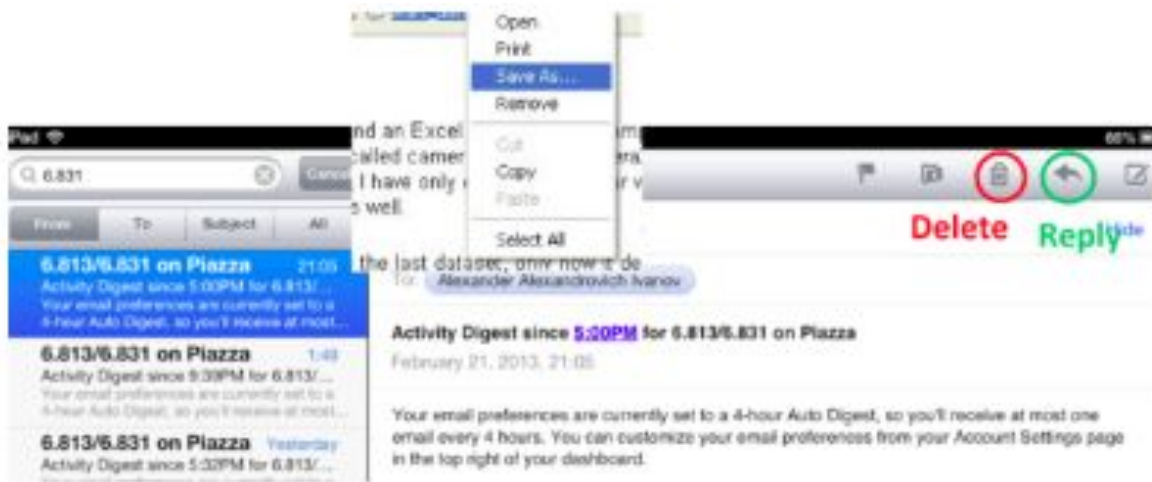 Open
Print
Save As...
Remove
Cut
Copy
Paste
Select All
nd an Excel
called camer
I have only
s well
the last dataset, only now it de
iPad
66%
6.831
From To Subject All
Delete Reply Hide
6.813/6.831 on Piazza 21:05
Activity Digest since 5:00PM for 6.813/...
Your email preferences are currently set to a
4-hour Auto Digest, so you'll receive at most...
6.813/6.831 on Piazza 1:48
Activity Digest since 9:39PM for 6.813/...
Your email preferences are currently set to a
4-hour Auto Digest, so you'll receive at most...
6.813/6.831 on Piazza Yesterday
Activity Digest since 5:32PM for 6.813/...
To: Alexander Alexandrovich Ivanov
Activity Digest since 5:00PM for 6.813/6.831 on Piazza
February 21, 2013, 21:05
Your email preferences are currently set to a 4-hour Auto Digest, so you'll receive at most one
email every 4 hours. You can customize your email preferences from your Account Settings page
in the top right of your dashboard.